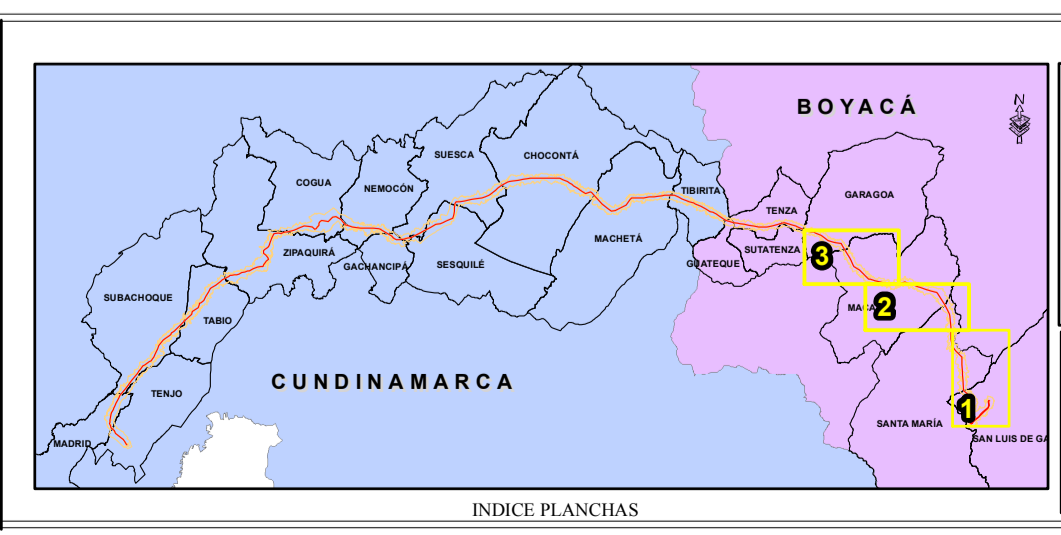 BOYACÁ
N
SUESCA
CHOCONTÁ
COGUA
NEMOCÓN
TIBIRITA
GARAGOA
TENZA
MACHETÁ
SUTATENZA
ZIPAQUIRÁ
GACHANCIPÁ
SESQUILÉ
GUATEQUE
3
SUBACHOQUE
TABIO
MACA
2
CUNDINAMARCA
TENJO
1
SANTA MARÍA
MADRID
SAN LUIS DE GA
INDICE PLANCHAS